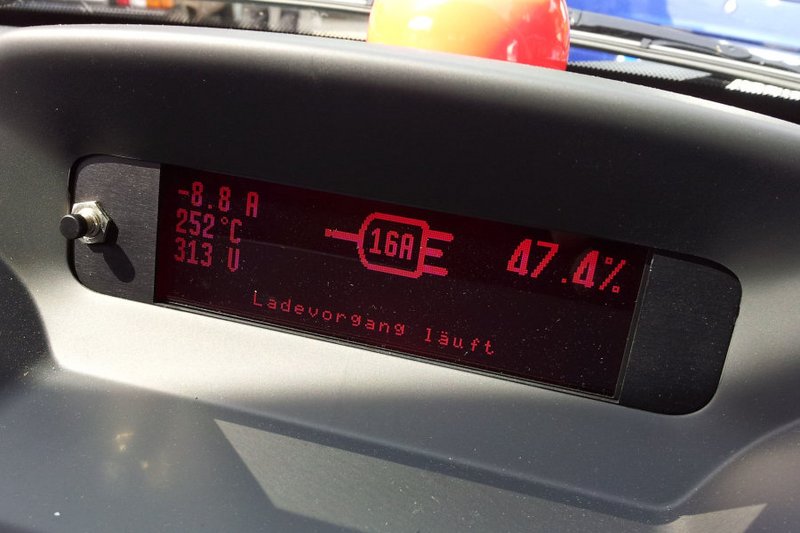 -8.8 A
252°C
313 V
16A
47.4%
Ladevorgang läuft